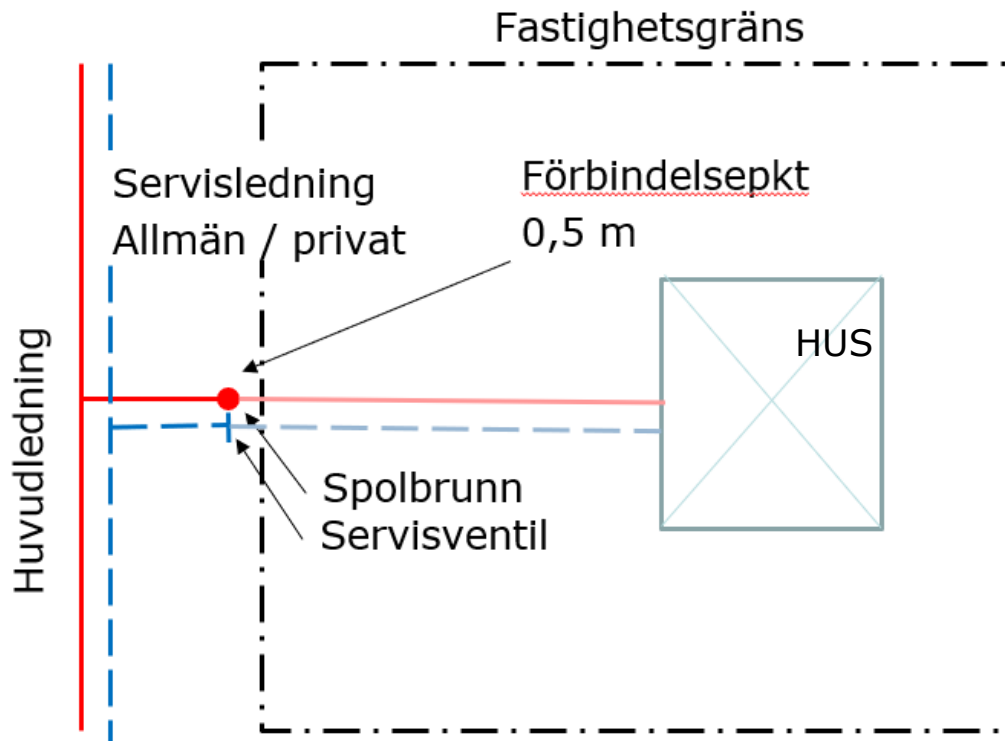 Fastighetsgräns
Servisledning
Allmän / privat
Förbindelsepkt
0,5 m
HUS
Huvudledning
Spolbrunn
Servisventil